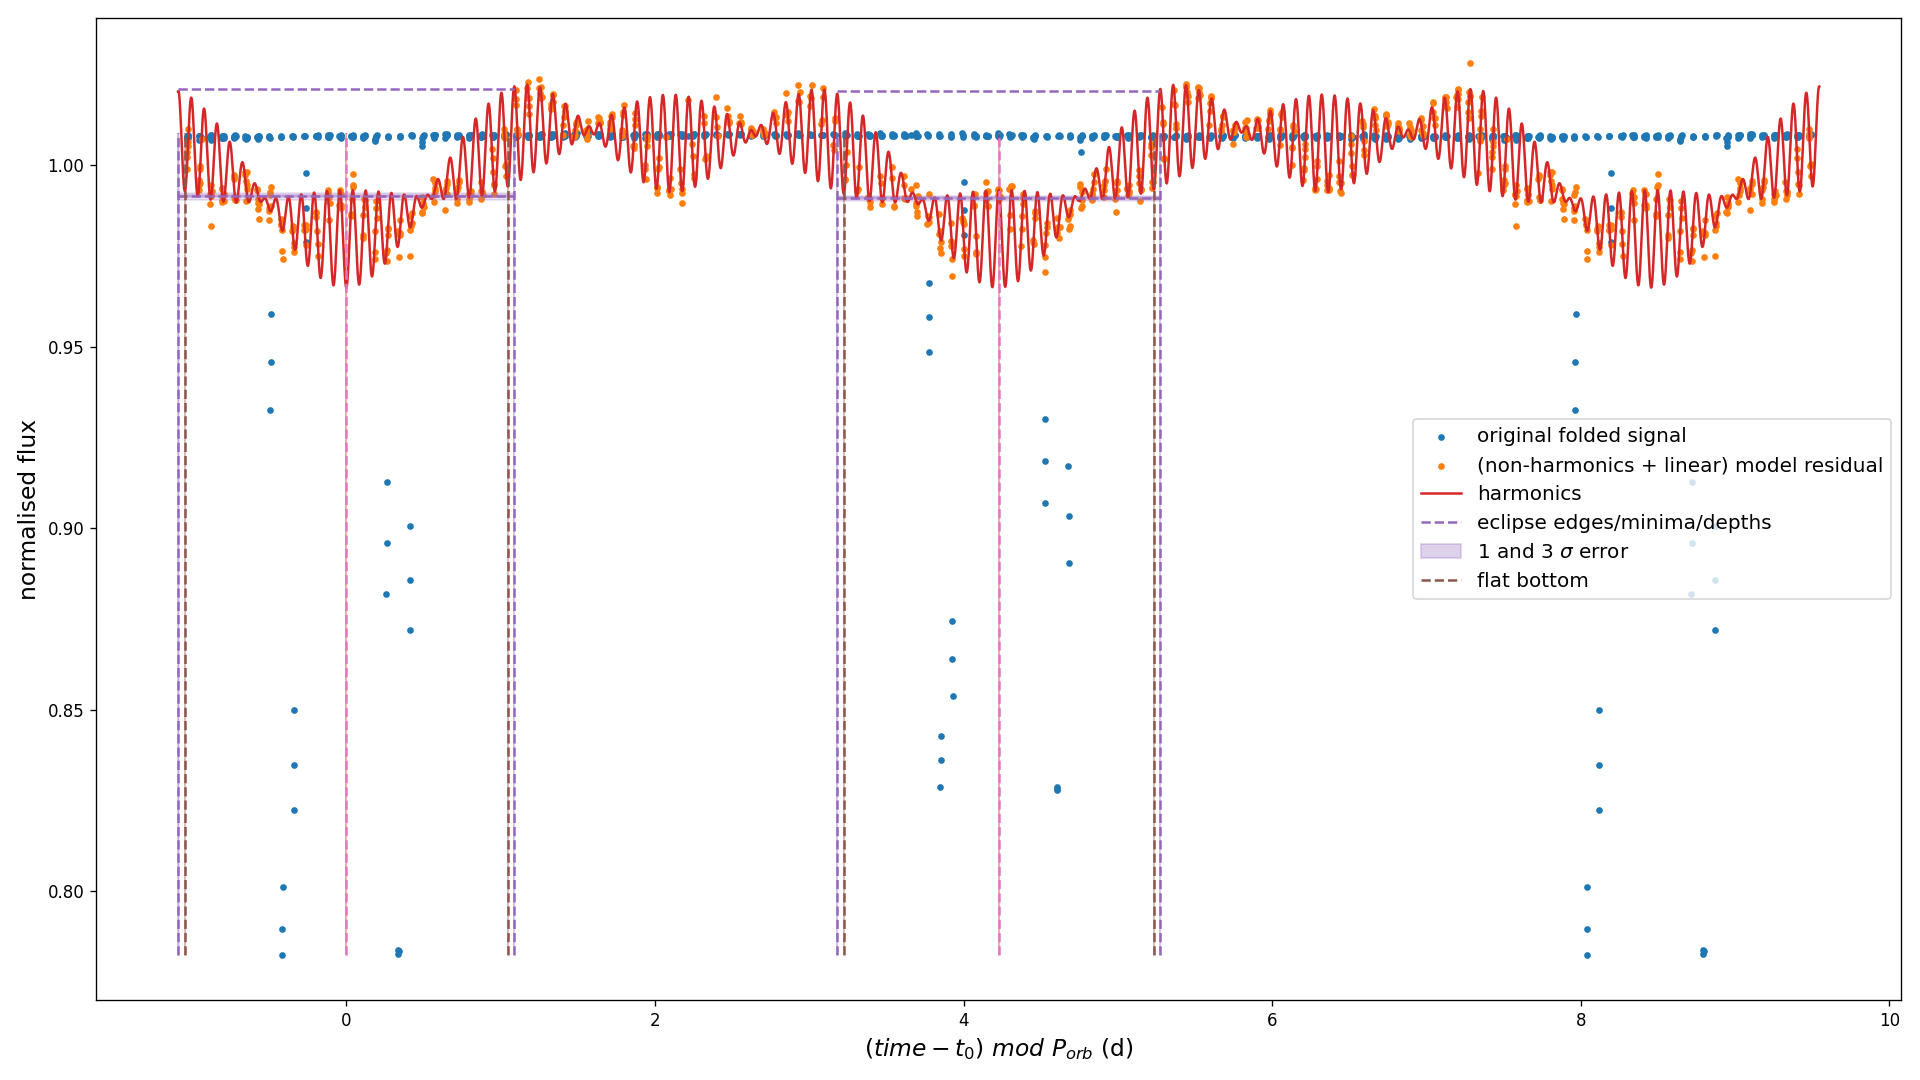 normalised flux
1.00
0.95
0.90
0.85
0.80
original folded signal
(non-harmonics + linear) model residual
harmonics
eclipse edges/minima/depths
1 and 3 σ error
flat bottom
0 2 4 6 8 10
(time − t₀) mod Pₒᵣb (d)